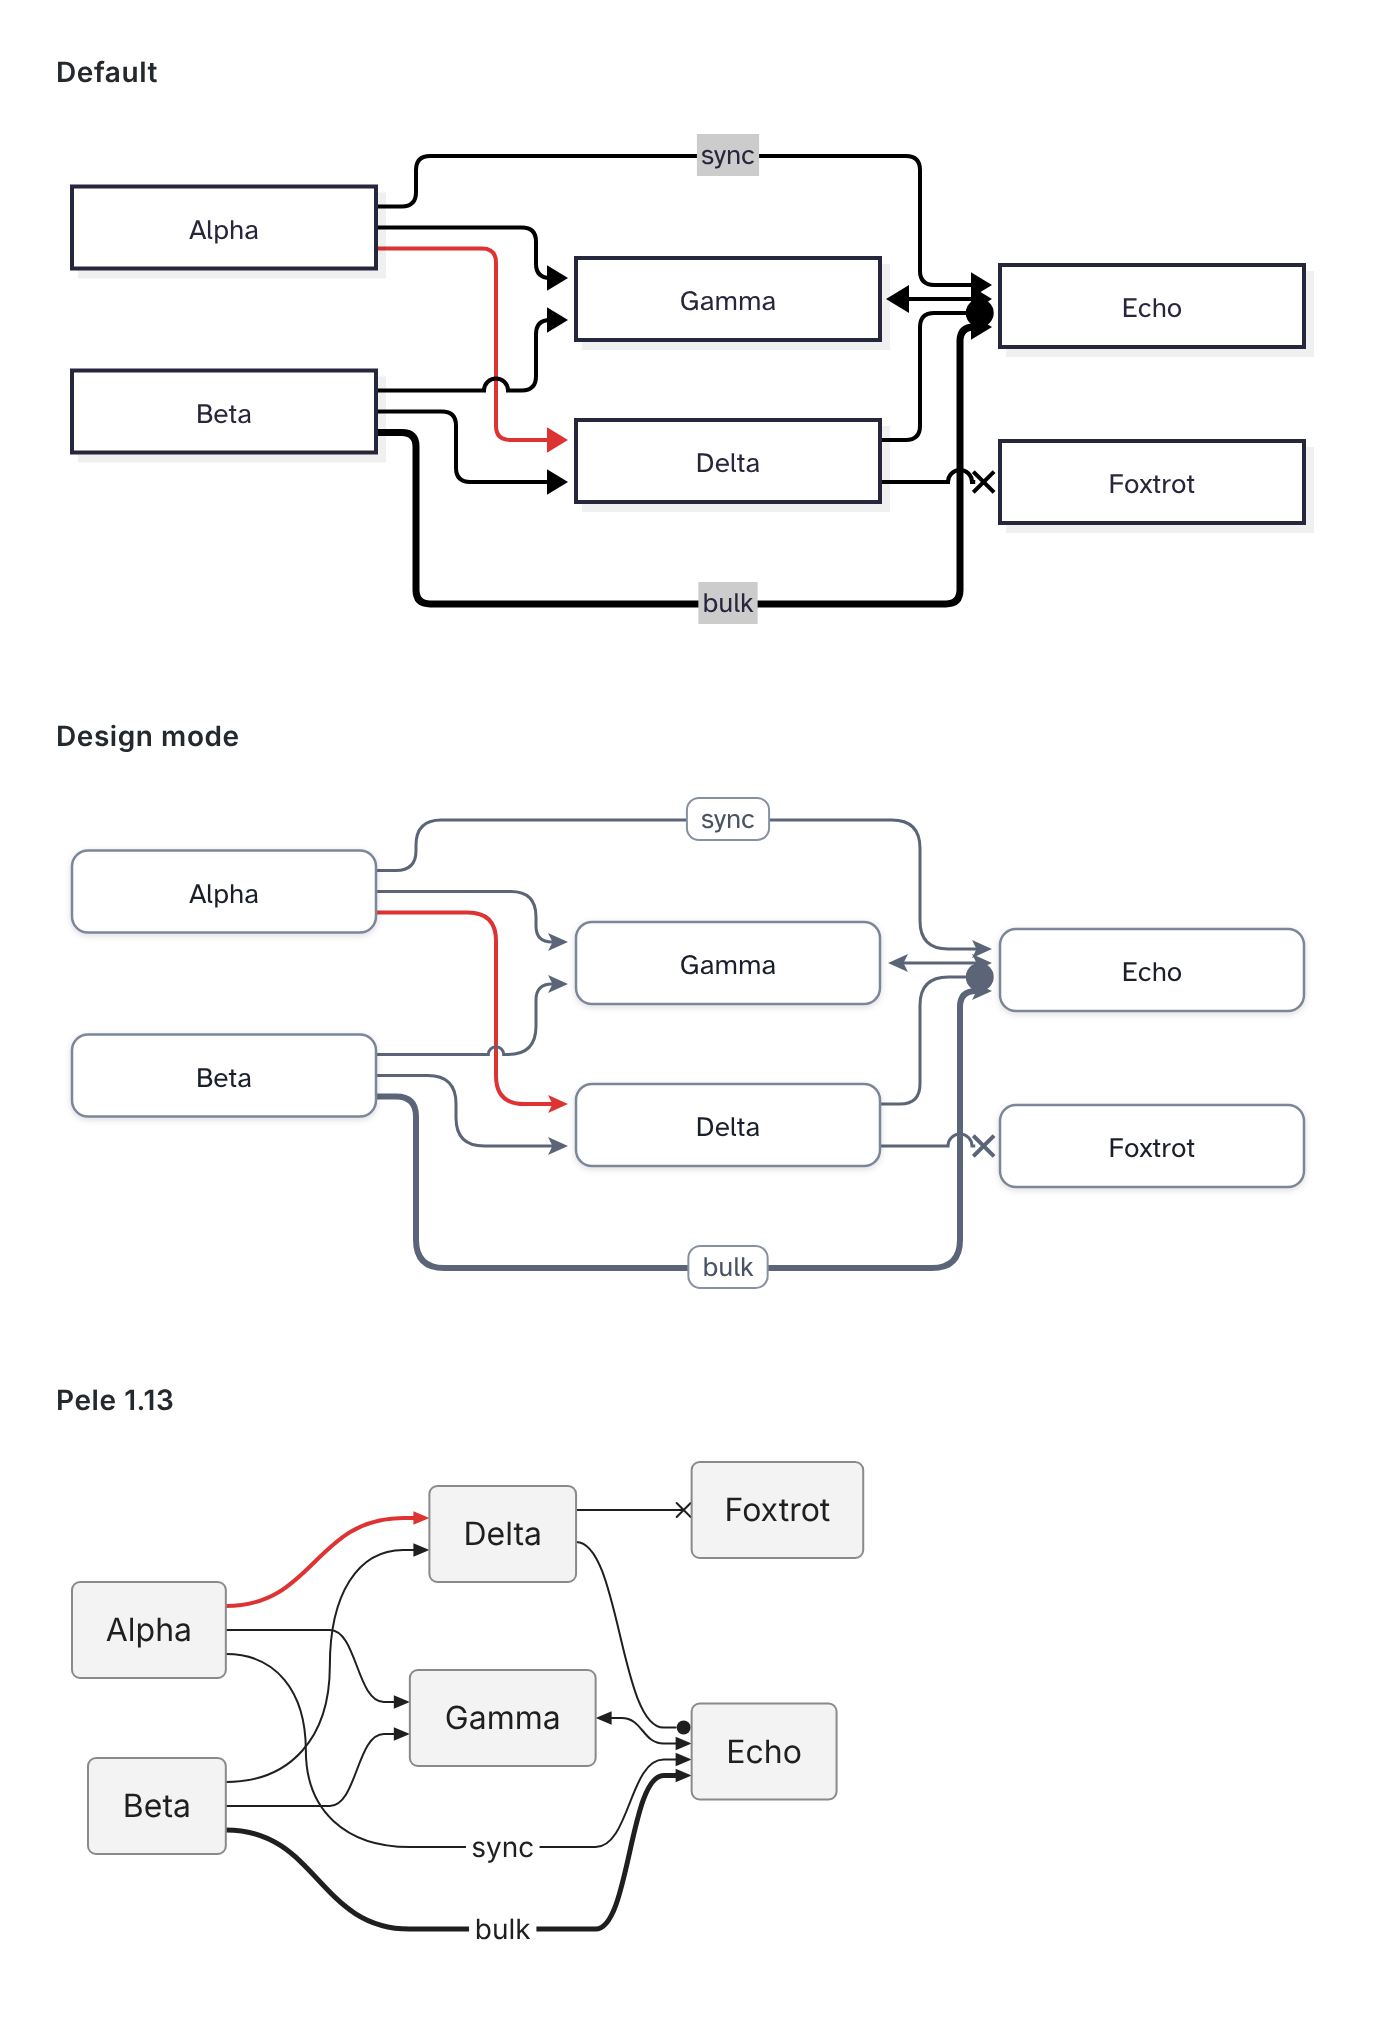 Default
sync
Alpha
Gamma
Echo
Beta
Delta
Foxtrot
bulk
Design mode
sync
Alpha
Gamma
Echo
Beta
Delta
Foxtrot
bulk
Pele 1.13
Foxtrot
Delta
Alpha
Gamma
Echo
Beta
sync
bulk